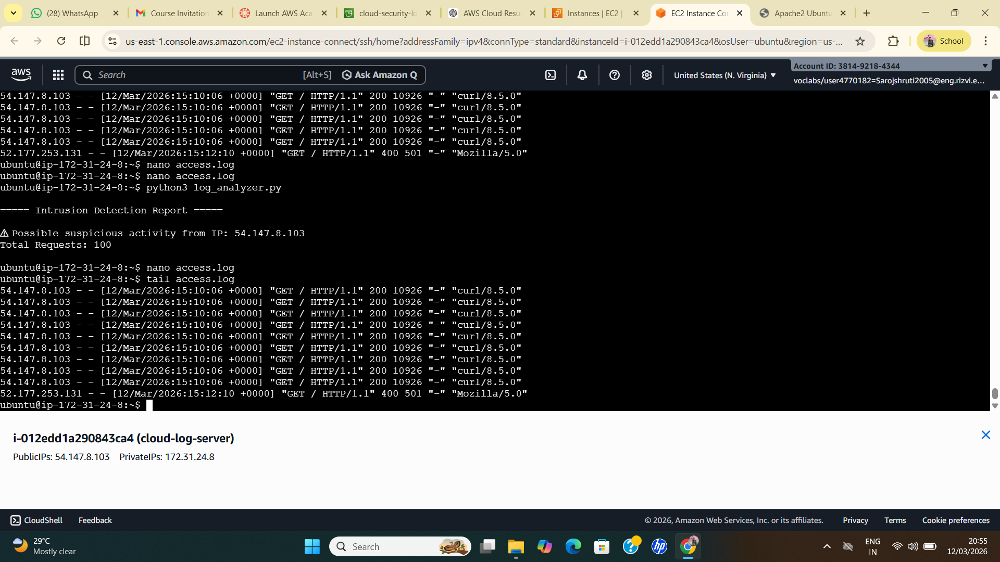 (28) WhatsApp
Course Invitation
Launch AWS Aca
cloud-security-lo
AWS Cloud Resu
Instances | EC2 |
EC2 Instance Co
Apache2 Ubuntu
us-east-1.console.aws.amazon.com/ec2-instance-connect/ssh/home?addressFamily=ipv4&connType=standard&instanceId=i-012edd1a290843ca4&osUser=ubuntu&region=us-...
School
aws
Search
[Alt+S]
Ask Amazon Q
United States (N. Virginia)
Account ID: 3814-9218-4344
voclabs/user4770182=Sarojshruti2005@eng.rizvi.e...
54.147.8.103 - - [12/Mar/2026:15:10:06 +0000] "GET / HTTP/1.1" 200 10926 "-" "curl/8.5.0"
54.147.8.103 - - [12/Mar/2026:15:10:06 +0000] "GET / HTTP/1.1" 200 10926 "-" "curl/8.5.0"
54.147.8.103 - - [12/Mar/2026:15:10:06 +0000] "GET / HTTP/1.1" 200 10926 "-" "curl/8.5.0"
54.147.8.103 - - [12/Mar/2026:15:10:06 +0000] "GET / HTTP/1.1" 200 10926 "-" "curl/8.5.0"
54.147.8.103 - - [12/Mar/2026:15:10:06 +0000] "GET / HTTP/1.1" 200 10926 "-" "curl/8.5.0"
52.177.253.131 - - [12/Mar/2026:15:12:10 +0000] "GET / HTTP/1.1" 400 501 "-" "Mozilla/5.0"
ubuntu@ip-172-31-24-8:~$ nano access.log
ubuntu@ip-172-31-24-8:~$ nano access.log
ubuntu@ip-172-31-24-8:~$ python3 log_analyzer.py
===== Intrusion Detection Report =====
⚠ Possible suspicious activity from IP: 54.147.8.103
Total Requests: 100
ubuntu@ip-172-31-24-8:~$ nano access.log
ubuntu@ip-172-31-24-8:~$ tail access.log
54.147.8.103 - - [12/Mar/2026:15:10:06 +0000] "GET / HTTP/1.1" 200 10926 "-" "curl/8.5.0"
54.147.8.103 - - [12/Mar/2026:15:10:06 +0000] "GET / HTTP/1.1" 200 10926 "-" "curl/8.5.0"
54.147.8.103 - - [12/Mar/2026:15:10:06 +0000] "GET / HTTP/1.1" 200 10926 "-" "curl/8.5.0"
54.147.8.103 - - [12/Mar/2026:15:10:06 +0000] "GET / HTTP/1.1" 200 10926 "-" "curl/8.5.0"
54.147.8.103 - - [12/Mar/2026:15:10:06 +0000] "GET / HTTP/1.1" 200 10926 "-" "curl/8.5.0"
54.147.8.103 - - [12/Mar/2026:15:10:06 +0000] "GET / HTTP/1.1" 200 10926 "-" "curl/8.5.0"
54.147.8.103 - - [12/Mar/2026:15:10:06 +0000] "GET / HTTP/1.1" 200 10926 "-" "curl/8.5.0"
54.147.8.103 - - [12/Mar/2026:15:10:06 +0000] "GET / HTTP/1.1" 200 10926 "-" "curl/8.5.0"
54.147.8.103 - - [12/Mar/2026:15:10:06 +0000] "GET / HTTP/1.1" 200 10926 "-" "curl/8.5.0"
52.177.253.131 - - [12/Mar/2026:15:12:10 +0000] "GET / HTTP/1.1" 400 501 "-" "Mozilla/5.0"
ubuntu@ip-172-31-24-8:~$
i-012edd1a290843ca4 (cloud-log-server)
PublicIPs: 54.147.8.103 PrivateIPs: 172.31.24.8
CloudShell
Feedback
© 2026, Amazon Web Services, Inc. or its affiliates.
Privacy
Terms
Cookie preferences
29°C
Mostly clear
Search
hp
ENG
IN
20:55
12/03/2026